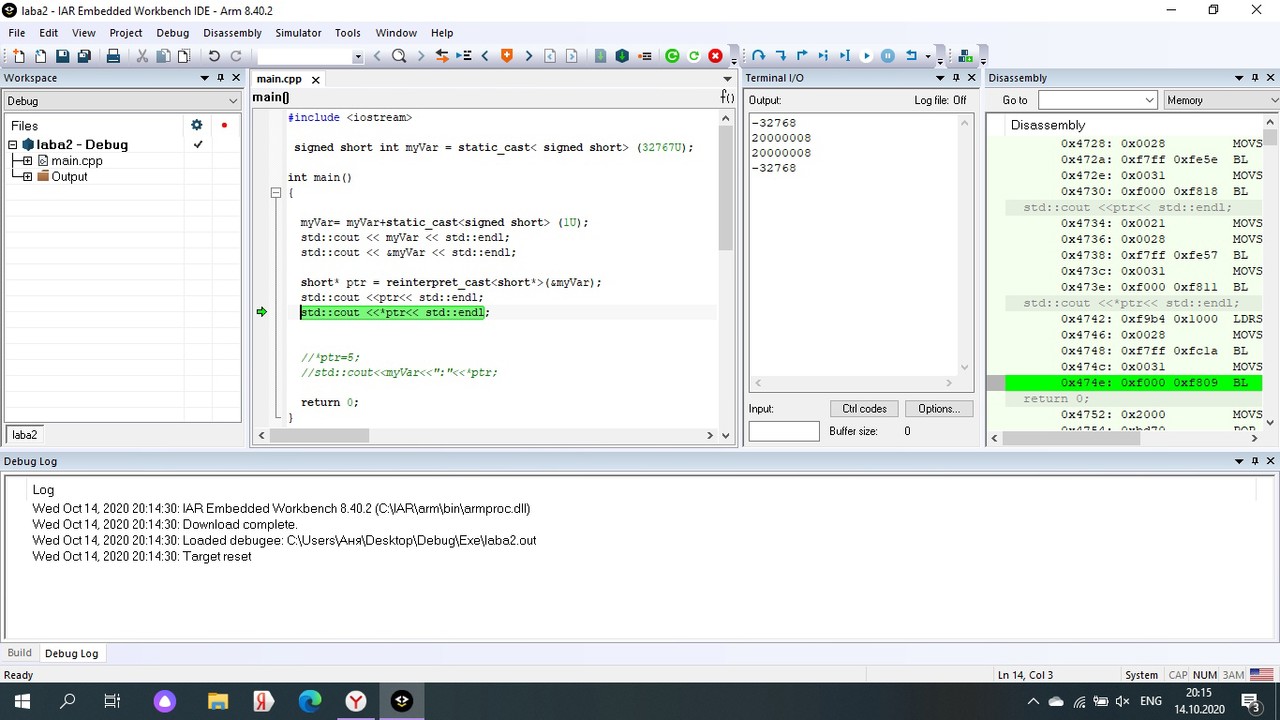 laba2 - IAR Embedded Workbench IDE - Arm 8.40.2
File Edit View Project Debug Disassembly Simulator Tools Window Help
Workspace
Debug
Files
laba2 - Debug
main.cpp
Output
laba2
main.cpp
main()
f()
#include <iostream>
signed short int myVar = static_cast< signed short> (32767U);
int main()
{
myVar= myVar+static_cast<signed short> (1U);
std::cout << myVar << std::endl;
std::cout << &myVar << std::endl;
short* ptr = reinterpret_cast<short*>(&myVar);
std::cout <<ptr<< std::endl;
std::cout <<*ptr<< std::endl;
//*ptr=5;
//std::cout<<myVar<<":"<<*ptr;
return 0;
}
Terminal I/O
Output: Log file: Off
-32768
20000008
20000008
-32768
Input: Ctrl codes Options...
Buffer size: 0
Disassembly
Go to Memory
Disassembly
0x4728: 0x0028 MOVS
0x472a: 0xf7ff 0xfe5e BL
0x472e: 0x0031 MOVS
0x4730: 0xf000 0xf818 BL
std::cout <<ptr<< std::endl;
0x4734: 0x0021 MOVS
0x4736: 0x0028 MOVS
0x4738: 0xf7ff 0xfe57 BL
0x473c: 0x0031 MOVS
0x473e: 0xf000 0xf811 BL
std::cout <<*ptr<< std::endl;
0x4742: 0xf9b4 0x1000 LDRS
0x4746: 0x0028 MOVS
0x4748: 0xf7ff 0xfc1a BL
0x474c: 0x0031 MOVS
0x474e: 0xf000 0xf809 BL
return 0;
0x4752: 0x2000 MOVS
0x4754: 0xbd70 POP
Debug Log
Log
Wed Oct 14, 2020 20:14:30: IAR Embedded Workbench 8.40.2 (C:\IAR\arm\bin\armproc.dll)
Wed Oct 14, 2020 20:14:30: Download complete.
Wed Oct 14, 2020 20:14:30: Loaded debugee: C:\Users\Аня\Desktop\Debug\Exe\laba2.out
Wed Oct 14, 2020 20:14:30: Target reset
Build Debug Log
Ready Ln 14, Col 3 System CAP NUM ЗАМ
ENG
20:15
14.10.2020
3